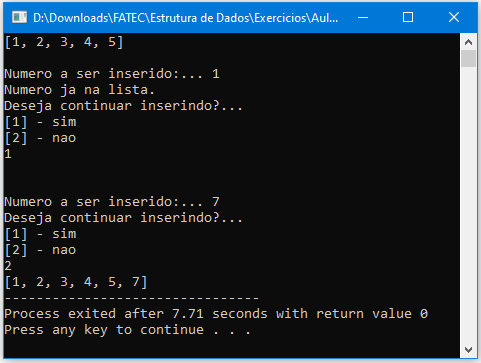 D:\Downloads\FATEC\Estrutura de Dados\Exercicios\Aul...
[1, 2, 3, 4, 5]
Numero a ser inserido:... 1
Numero ja na lista.
Deseja continuar inserindo?...
[1] - sim
[2] - nao
1
Numero a ser inserido:... 7
Deseja continuar inserindo?...
[1] - sim
[2] - nao
2
[1, 2, 3, 4, 5, 7]
--------------------------------
Process exited after 7.71 seconds with return value 0
Press any key to continue . . .